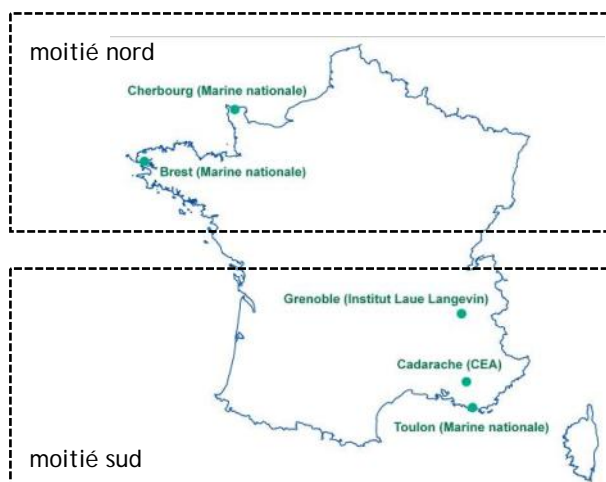 moitié nord
Cherbourg (Marine nationale)
Brest (Marine nationale)
Grenoble (Institut Laue Langevin)
Cadarache (CEA)
Toulon (Marine nationale)
moitié sud